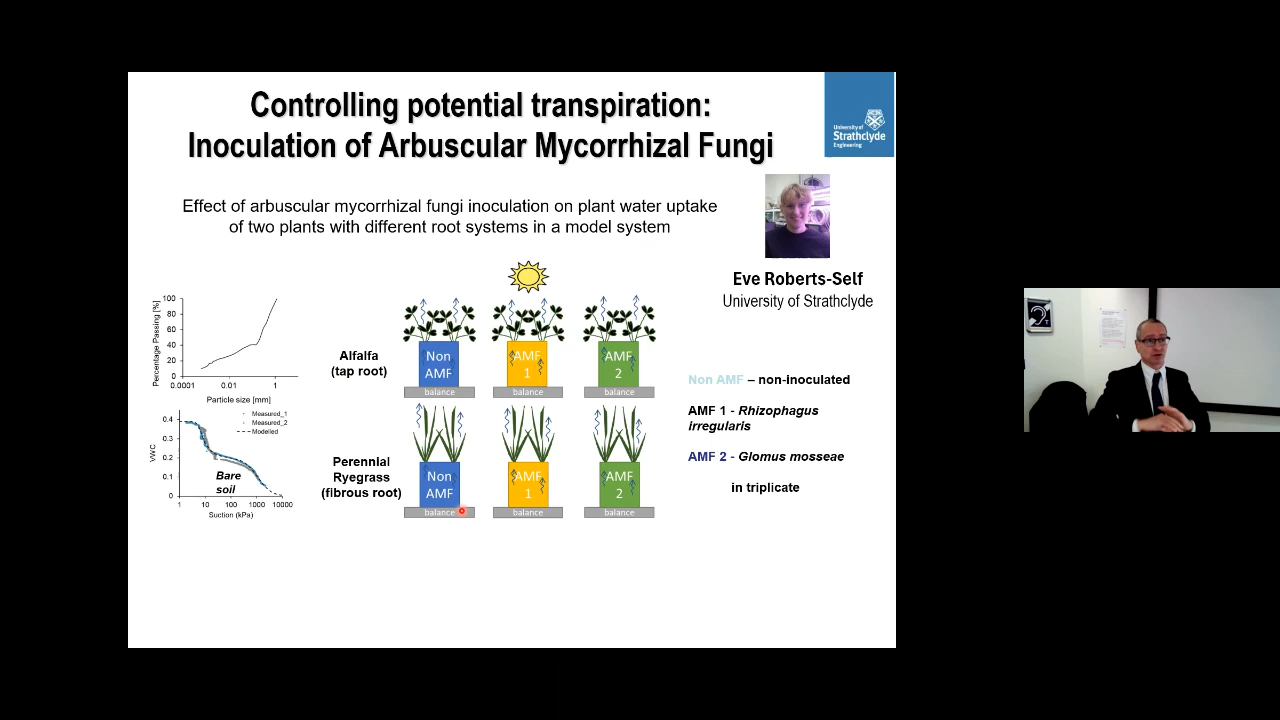 Controlling potential transpiration:
Inoculation of Arbuscular Mycorrhizal Fungi
University of
Strathclyde
Engineering
Effect of arbuscular mycorrhizal fungi inoculation on plant water uptake
of two plants with different root systems in a model system
Eve Roberts-Self
University of Strathclyde
Percentage Passing [%]
100
80
60
40
20
0
0.0001
0.01
1
Particle size [mm]
VWC
0.4
0.3
0.2
0.1
0
Measured_1
Measured_2
Modelled
Bare
soil
1
10
100
1000
10000
Suction (kPa)
Alfalfa
(tap root)
Non
AMF
balance
AMF
1
balance
AMF
2
balance
Perennial
Ryegrass
(fibrous root)
Non
AMF
balance
AMF
1
balance
AMF
2
balance
Non AMF – non-inoculated
AMF 1 - Rhizophagus
irregularis
AMF 2 - Glomus mosseae
in triplicate